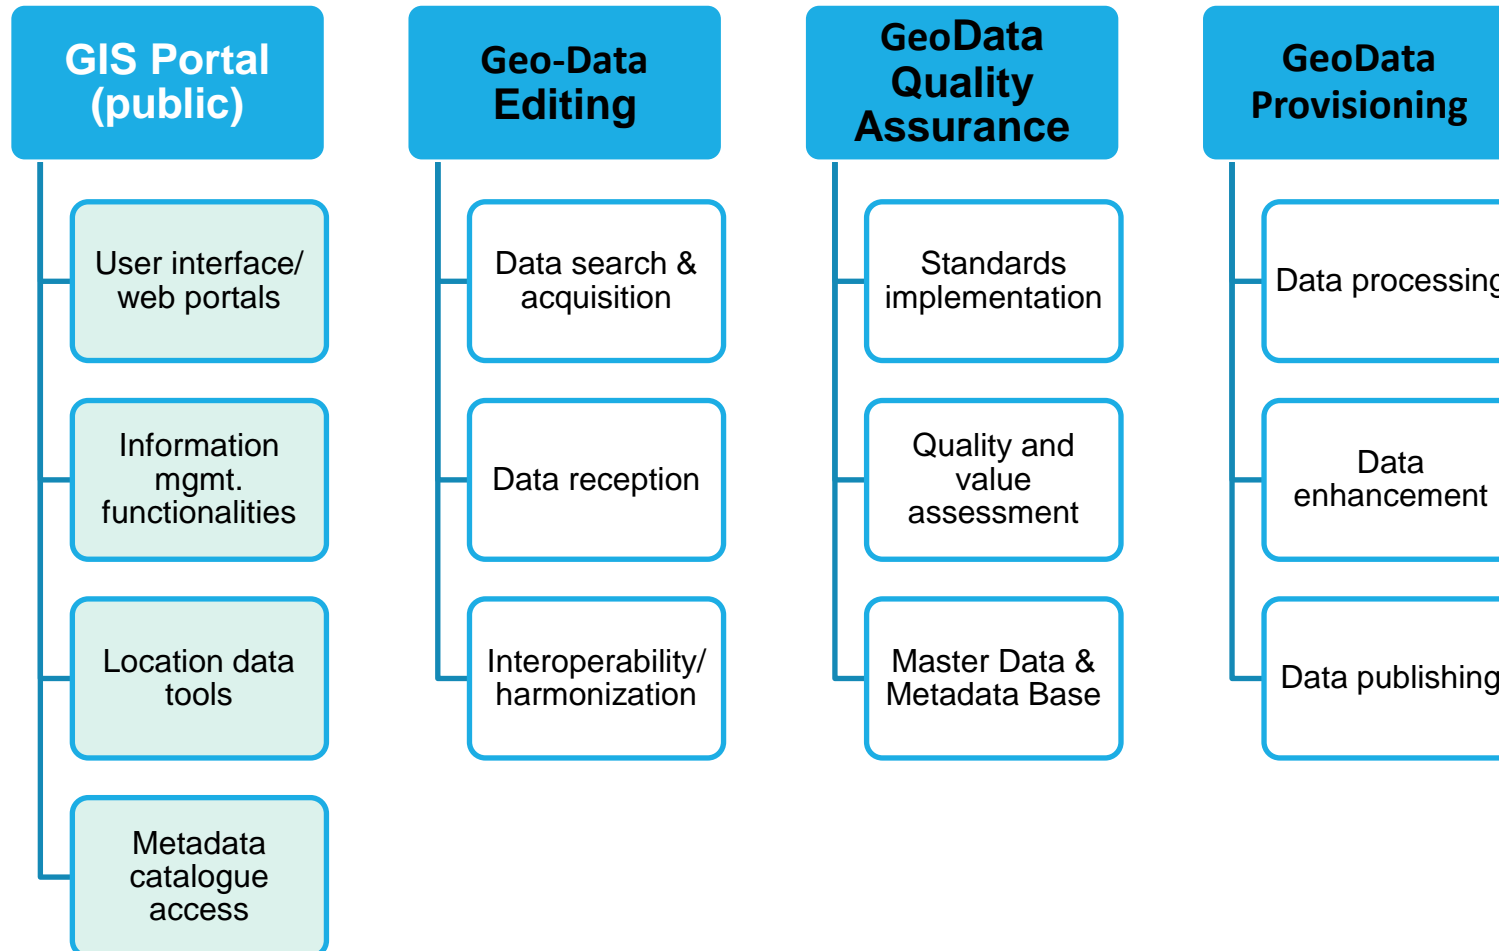 GIS Portal
(public)
User interface/
web portals
Information
mgmt.
functionalities
Location data
tools
Metadata
catalogue
access
Geo-Data
Editing
Data search &
acquisition
Data reception
Interoperability/
harmonization
GeoData
Quality
Assurance
Standards
implementation
Quality and
value
assessment
Master Data &
Metadata Base
GeoData
Provisioning
Data processing
Data
enhancement
Data publishing